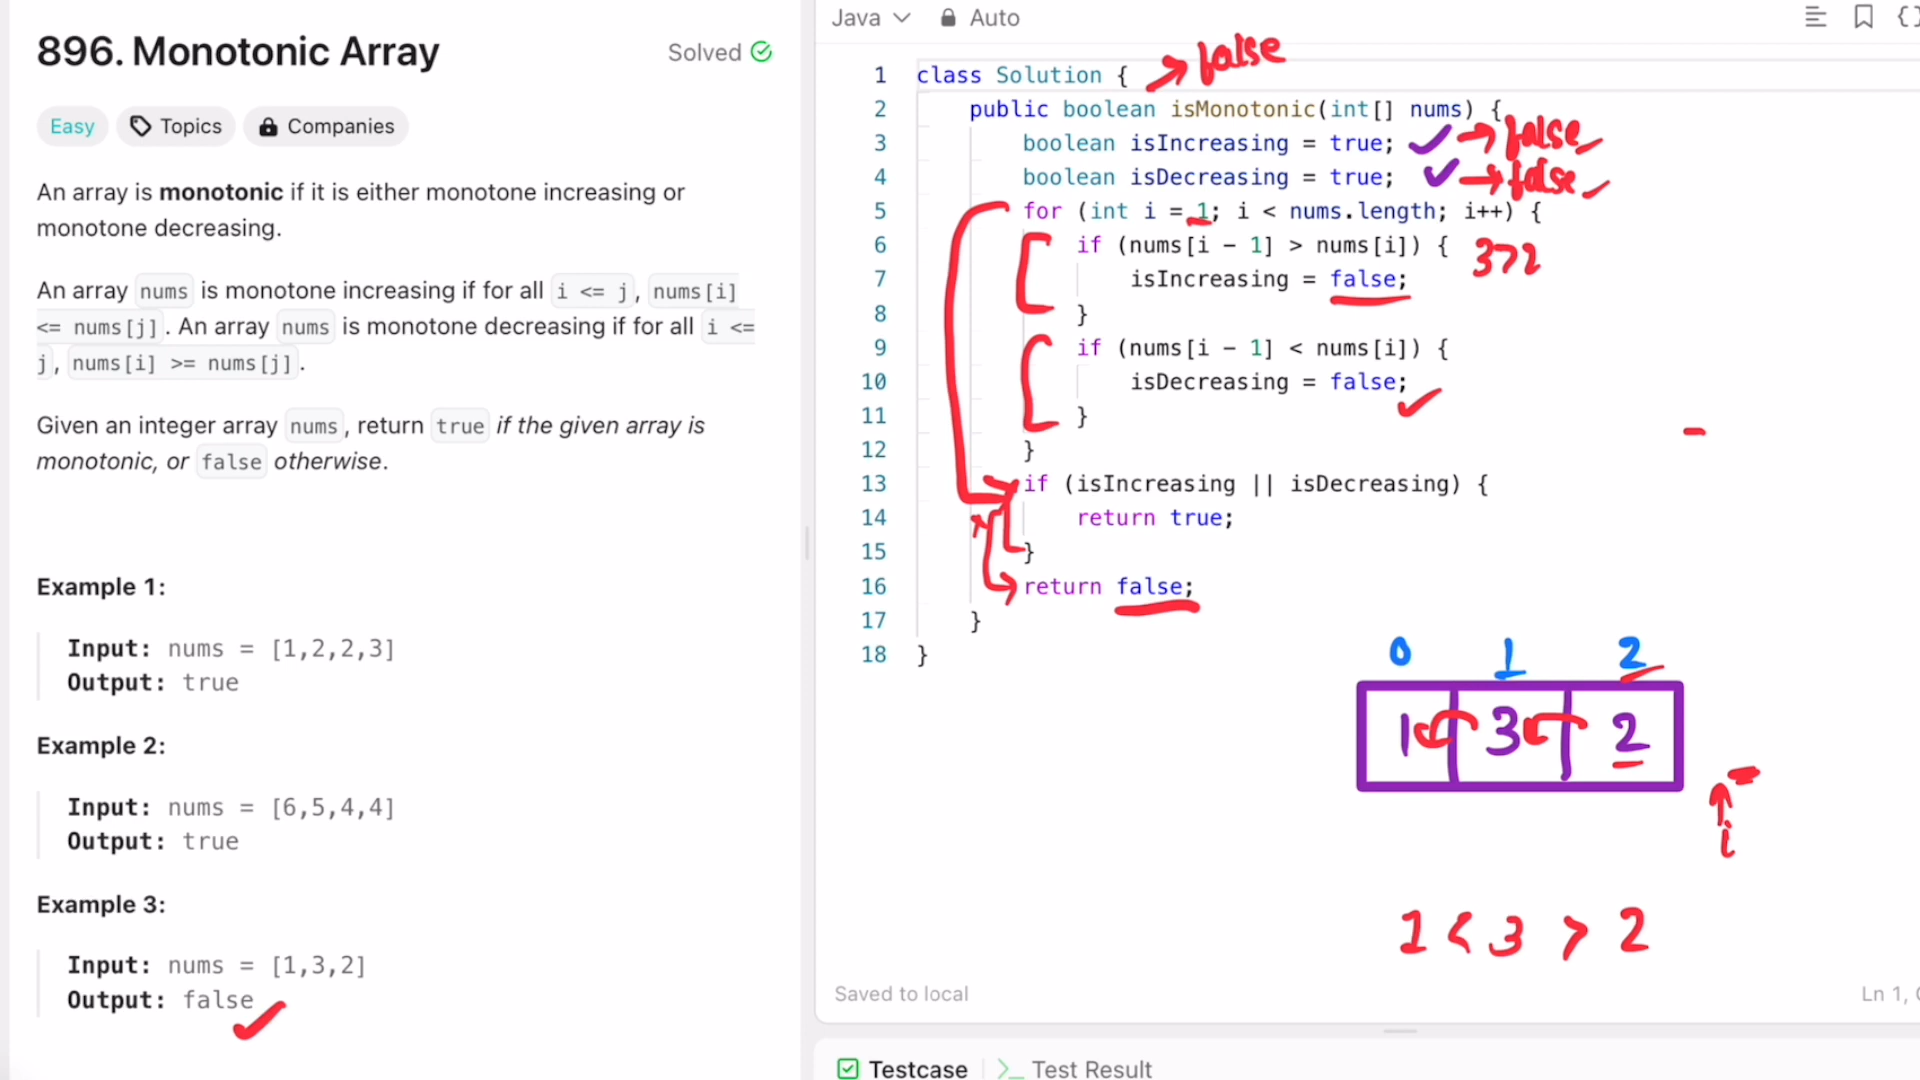 896. Monotonic Array
Solved
Easy
Topics
Companies
An array is monotonic if it is either monotone increasing or
monotone decreasing.
An array nums is monotone increasing if for all i <= j, nums[i]
<= nums[j]. An array nums is monotone decreasing if for all i <=
j, nums[i] >= nums[j].
Given an integer array nums, return true if the given array is
monotonic, or false otherwise.
Example 1:
Input: nums = [1,2,2,3]
Output: true
Example 2:
Input: nums = [6,5,4,4]
Output: true
Example 3:
Input: nums = [1,3,2]
Output: false
Java
Auto
false
1 class Solution {
2 public boolean isMonotonic(int[] nums) {
3 boolean isIncreasing = true; false
4 boolean isDecreasing = true; false
5 for (int i = 1; i < nums.length; i++) {
6 if (nums[i - 1] > nums[i]) { 3>2
7 isIncreasing = false;
8 }
9 if (nums[i - 1] < nums[i]) {
10 isDecreasing = false;
11 }
12 }
13 if (isIncreasing || isDecreasing) {
14 return true;
15 }
16 return false;
17 }
18 }
0 1 2
1 3 2
i
1 < 3 > 2
Saved to local
Ln 1,
Testcase
Test Result